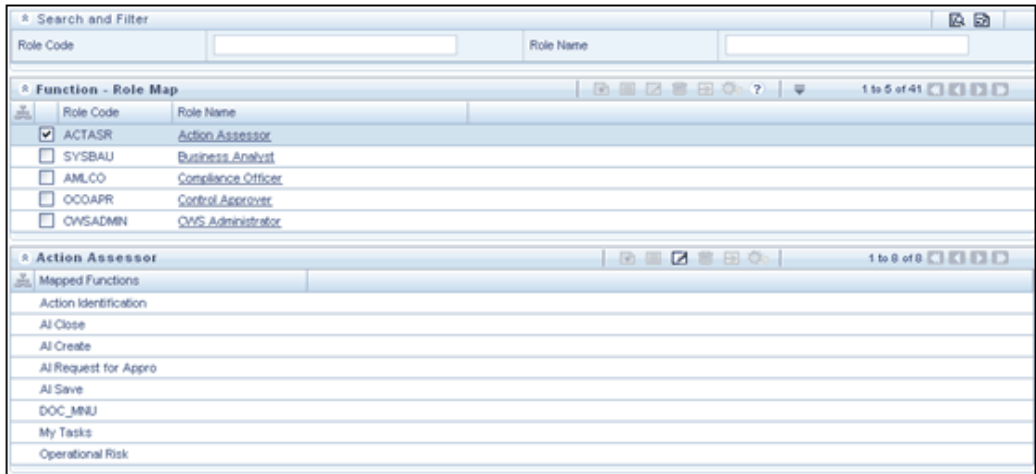 Search and Filter
Role Code Role Name
Function - Role Map ? 1 to 5 of 41
Role Code Role Name
ACTASR Action Assessor
SYSBAU Business Analyst
AMLCO Compliance Officer
OCOAPR Control Approver
CWSADMIN CWS Administrator
Action Assessor 1 to 8 of 8
Mapped Functions
Action Identification
AI Close
AI Create
AI Request for Appro
AI Save
DOC_MNU
My Tasks
Operational Risk